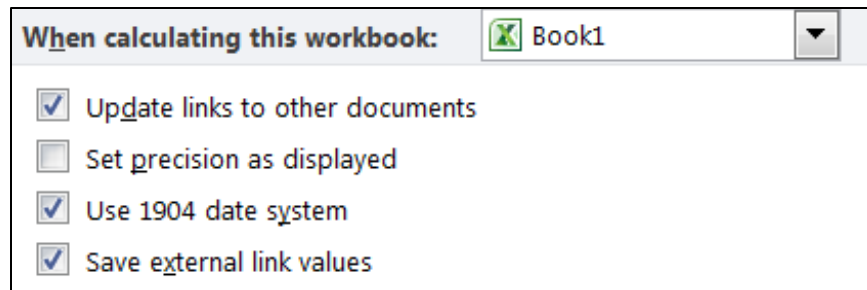 When calculating this workbook: Book1
Update links to other documents
Set precision as displayed
Use 1904 date system
Save external link values